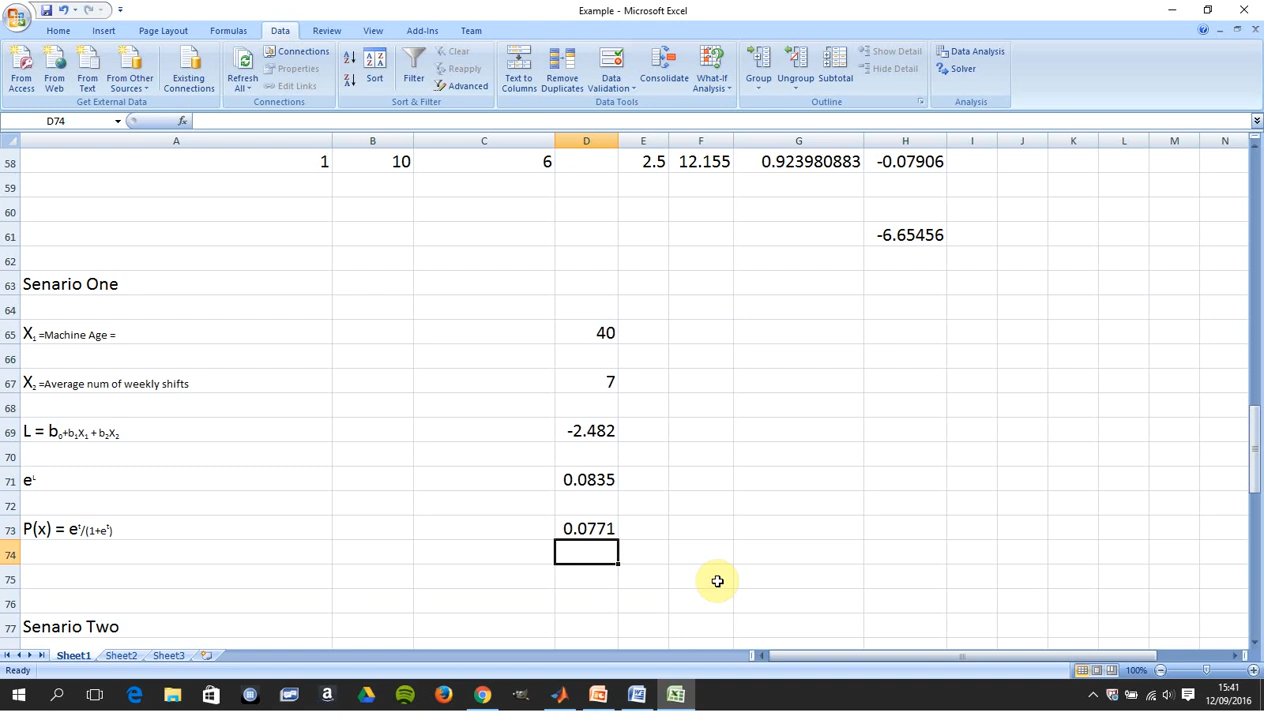 Example - Microsoft Excel
Home Insert Page Layout Formulas Data Review View Add-Ins Team
From Access
From Web
From Text
From Other Sources
Existing Connections
Get External Data
Refresh All
Connections
Properties
Edit Links
Connections
Sort
Filter
Clear
Reapply
Advanced
Sort & Filter
Text to Columns
Remove Duplicates
Data Validation
Consolidate
What-If Analysis
Data Tools
Group
Ungroup
Subtotal
Show Detail
Hide Detail
Outline
Data Analysis
Solver
Analysis
D74 fx
A B C D E F G H I J K L M N
58 1 10 6 2.5 12.155 0.923980883 -0.07906
59
60
61 -6.65456
62
63 Senario One
64
65 X1 =Machine Age = 40
66
67 X2 =Average num of weekly shifts 7
68
69 L = b0+b1X1 + b2X2 -2.482
70
71 eL 0.0835
72
73 P(x) = eL/(1+eL) 0.0771
74
75
76
77 Senario Two
Sheet1 Sheet2 Sheet3
Ready 100%
15:41
12/09/2016